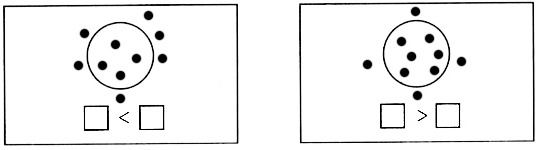 □ < □
□ > □